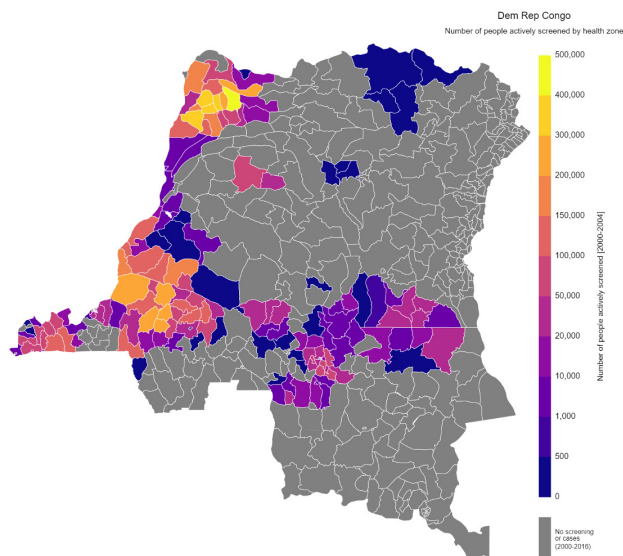 Dem Rep Congo
Number of people actively screened by health zone
500,000
400,000
300,000
200,000
150,000
100,000
50,000
20,000
10,000
1,000
500
0
Number of people actively screened [2000-2004]
No screening
or cases
(2000-2016)